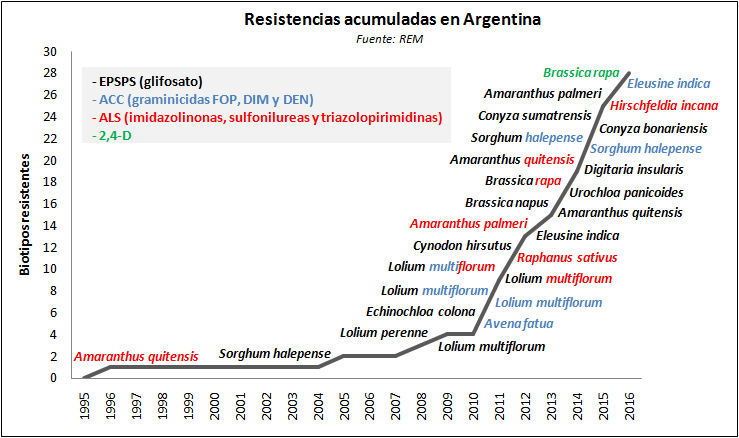 Resistencias acumuladas en Argentina
Fuente: REM
- EPSPS (glifosato)
- ACC (graminicidas FOP, DIM y DEN)
- ALS (imidazolinonas, sulfonilureas y triazolopirimidinas)
- 2,4-D
Biotipos resistentes
30
28
26
24
22
20
18
16
14
12
10
8
6
4
2
0
Brassica rapa
Eleusine indica
Amaranthus palmeri
Hirschfeldia incana
Conyza sumatrensis
Conyza bonariensis
Sorghum halepense
Sorghum halepense
Amaranthus quitensis
Digitaria insularis
Brassica rapa
Urochloa panicoides
Brassica napus
Amaranthus quitensis
Amaranthus palmeri
Eleusine indica
Cynodon hirsutus
Raphanus sativus
Lolium multiflorum
Lolium multiflorum
Lolium multiflorum
Lolium multiflorum
Echinochloa colona
Avena fatua
Lolium perenne
Lolium multiflorum
Sorghum halepense
Amaranthus quitensis
1995
1996
1997
1998
1999
2000
2001
2002
2003
2004
2005
2006
2007
2008
2009
2010
2011
2012
2013
2014
2015
2016